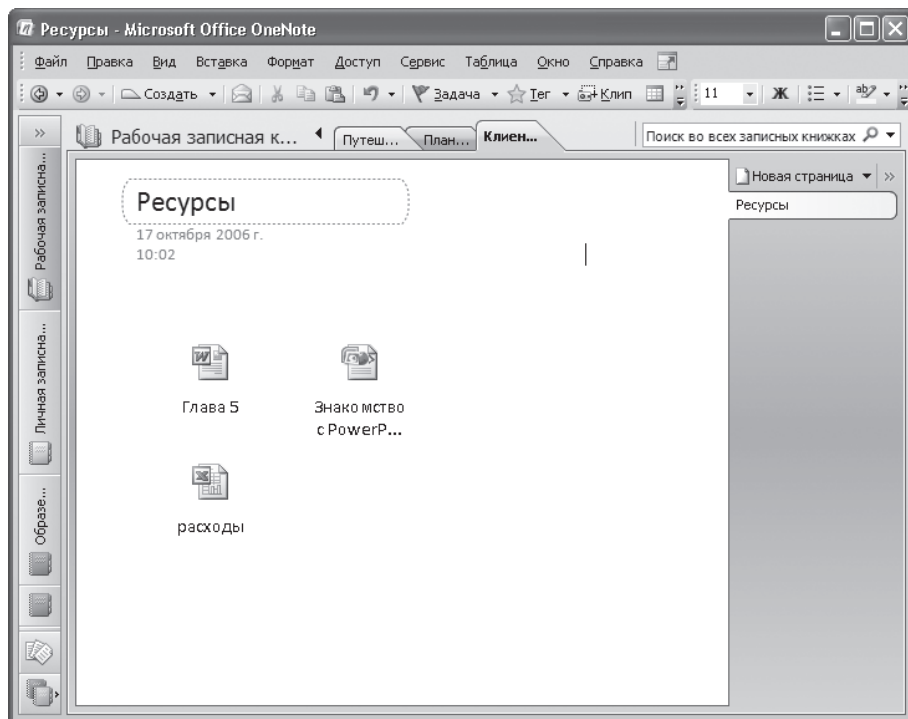 Ресурсы - Microsoft Office OneNote
Файл Правка Вид Вставка Формат Доступ Сервис Таблица Окно Справка
Создать Задача Тег Клип 11 Ж ab
Рабочая записная к... Путеш... План... Клиен... Поиск во всех записных книжках
Рабочая записна...
Личная записна...
Образе...
Новая страница
Ресурсы
Ресурсы
17 октября 2006 г.
10:02
Глава 5
Знакомство
с PowerP...
расходы